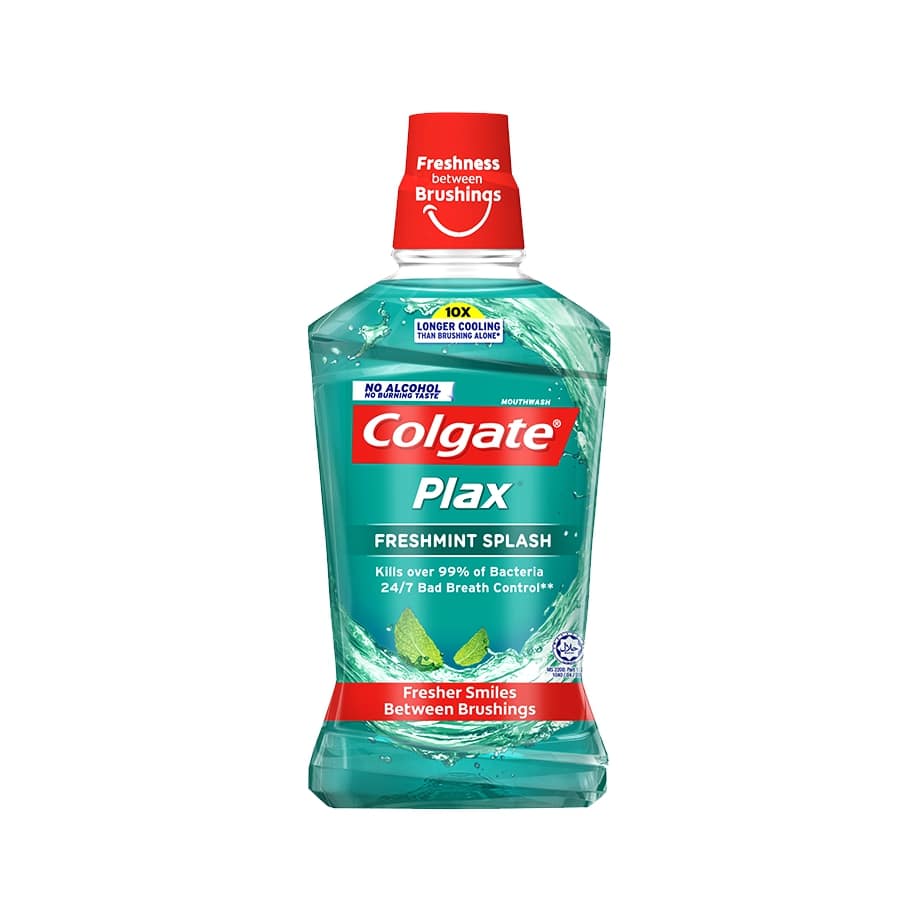 Freshness
between
Brushings
10X
LONGER COOLING
THAN BRUSHING ALONE*
NO ALCOHOL
NO BURNING TASTE
MOUTHWASH
Colgate®
Plax
FRESHMINT SPLASH
Kills over 99% of Bacteria
24/7 Bad Breath Control**
حلال
Fresher Smiles
Between Brushings